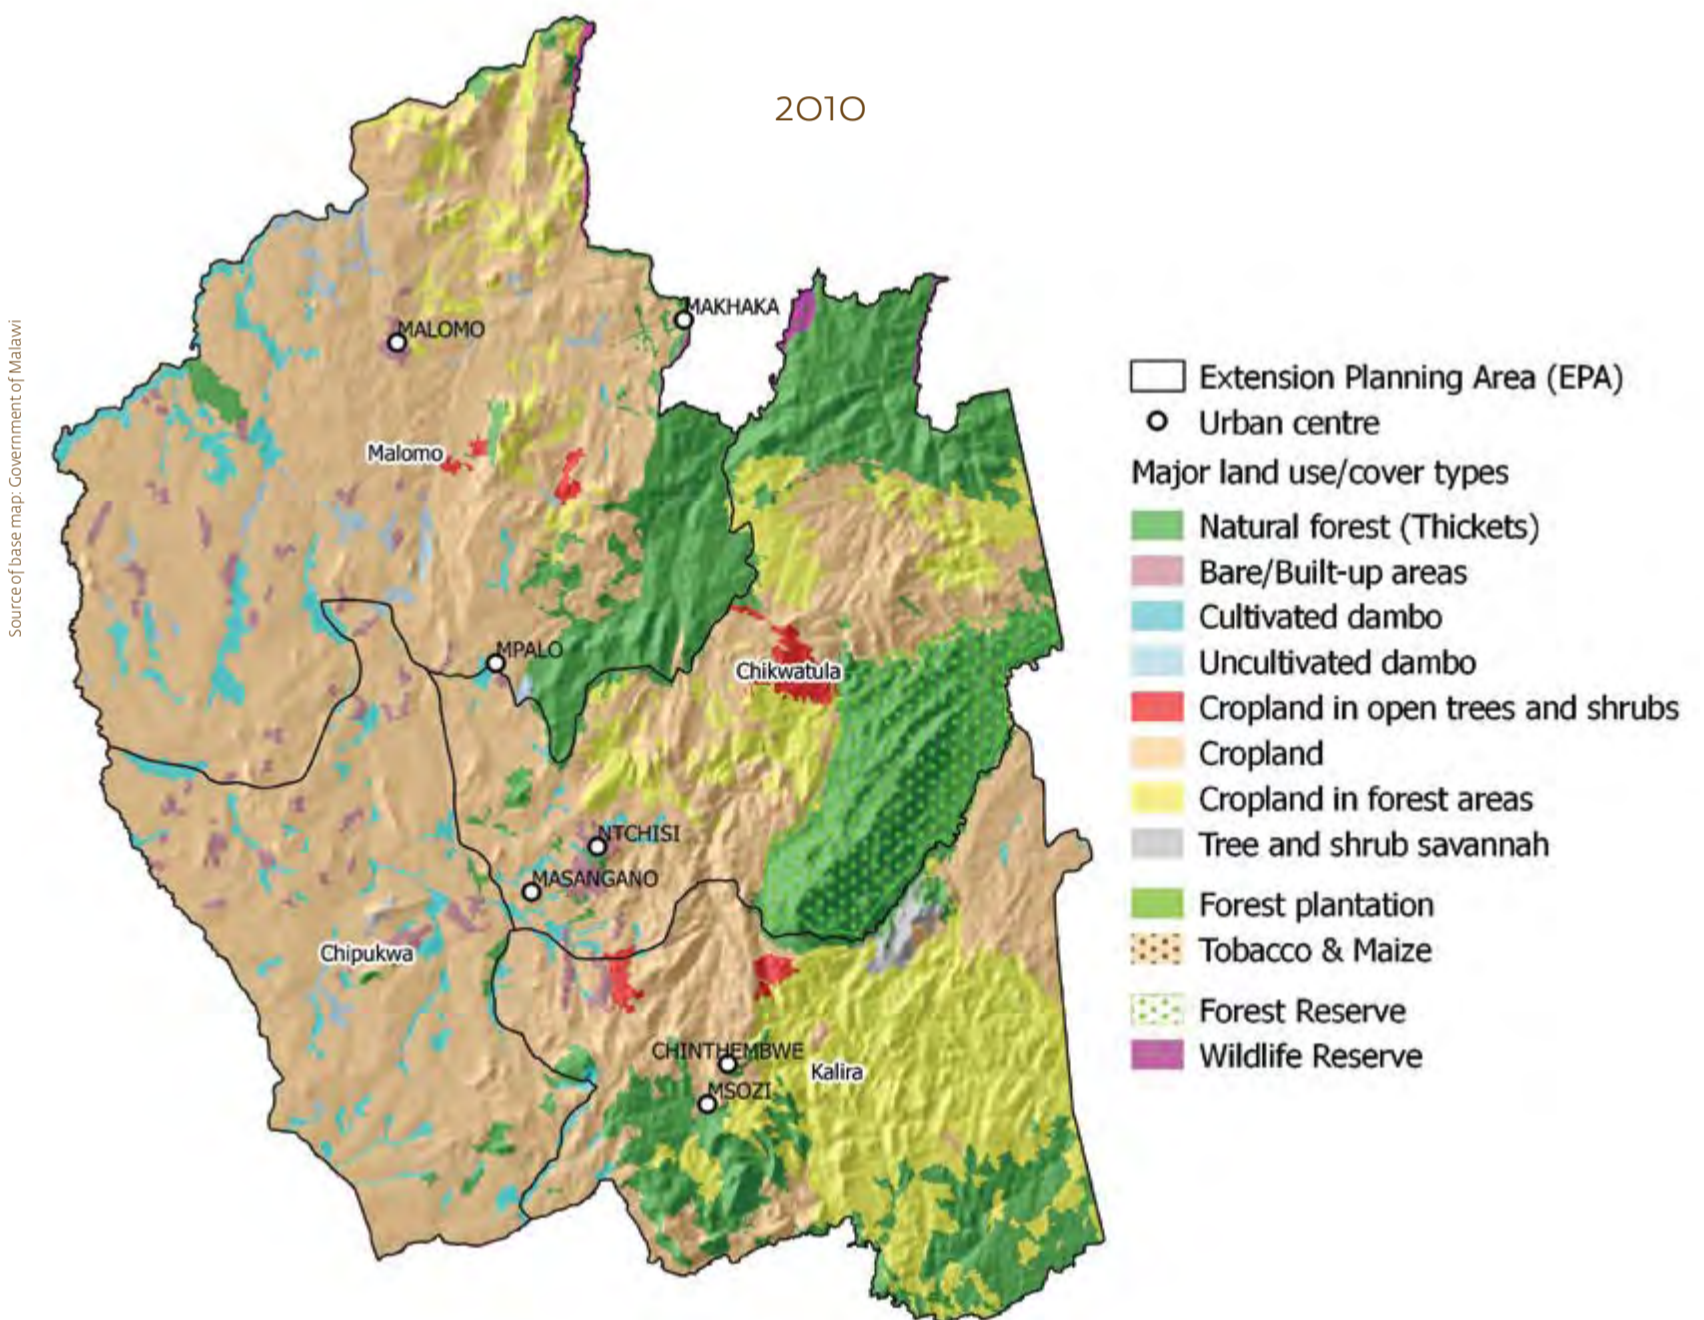 2010
Source of base map: Government of Malawi
MAKHAKA
MALOMO
Malomo
MPALO
Chikwatula
NTCHISI
MASANGANO
Chipukwa
CHINTHEMBWE
Kalira
MSOZI
Extension Planning Area (EPA)
Urban centre
Major land use/cover types
Natural forest (Thickets)
Bare/Built-up areas
Cultivated dambo
Uncultivated dambo
Cropland in open trees and shrubs
Cropland
Cropland in forest areas
Tree and shrub savannah
Forest plantation
Tobacco & Maize
Forest Reserve
Wildlife Reserve